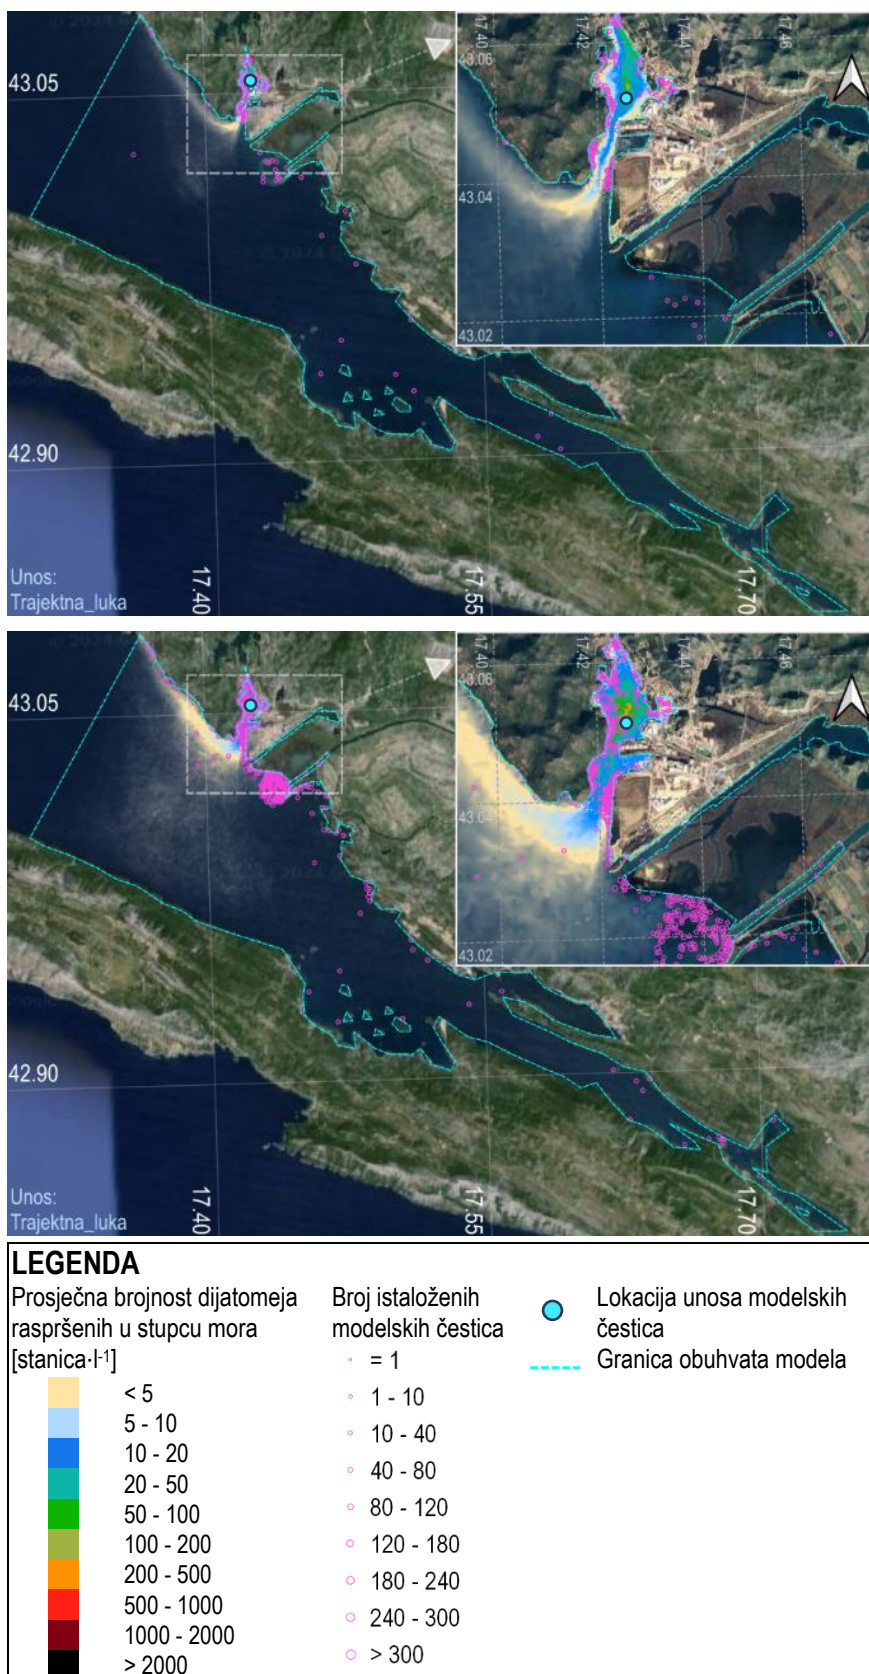 43.05
42.90
17.40
17.55
17.70
Unos:
Trajektna_luka
17.40
17.42
17.44
17.46
43.06
43.04
43.02
43.05
42.90
17.40
17.55
17.70
Unos:
Trajektna_luka
17.40
17.42
17.44
17.46
43.06
43.04
43.02
LEGENDA
Prosječna brojnost dijatomeja
raspršenih u stupcu mora
[stanica·l-1]
< 5
5 - 10
10 - 20
20 - 50
50 - 100
100 - 200
200 - 500
500 - 1000
1000 - 2000
> 2000
Broj istaloženih
modelskih čestica
= 1
1 - 10
10 - 40
40 - 80
80 - 120
120 - 180
180 - 240
240 - 300
> 300
Lokacija unosa modelskih
čestica
Granica obuhvata modela